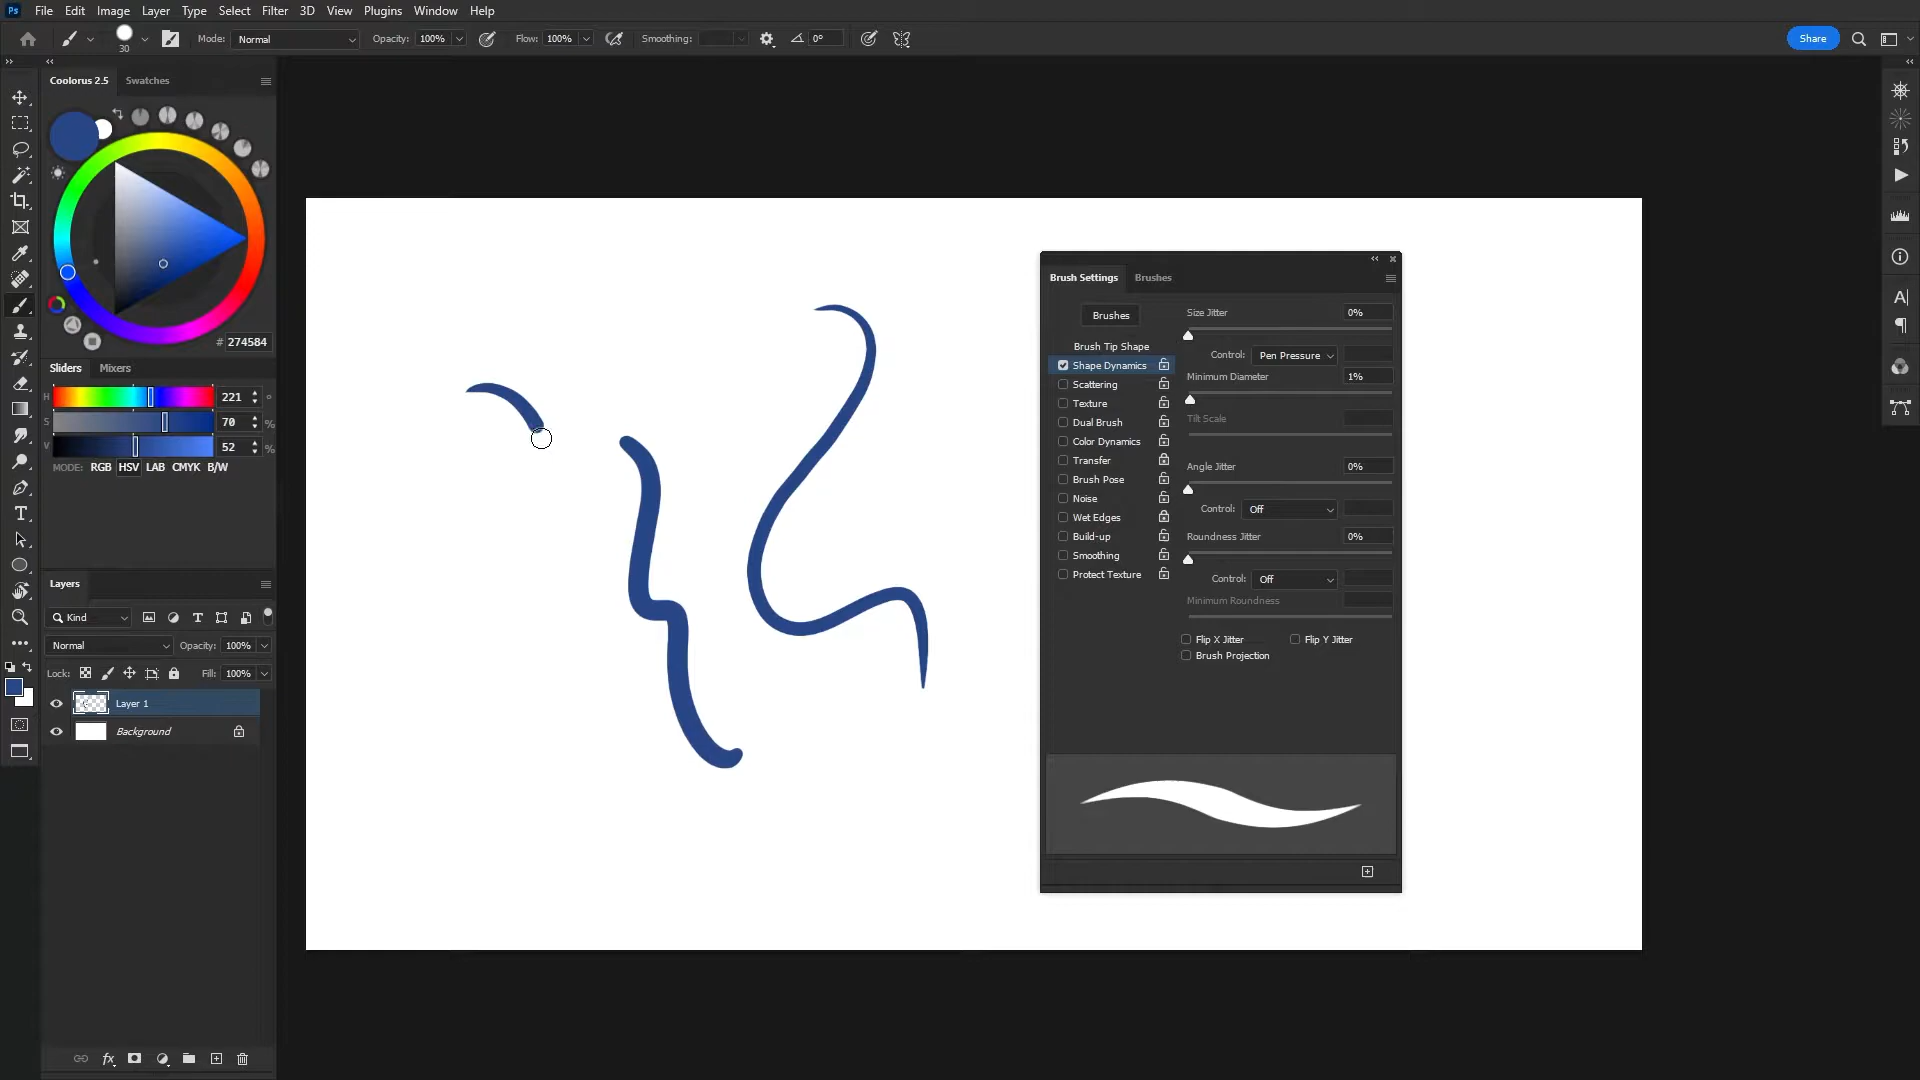 Ps File Edit Image Layer Type Select Filter 3D View Plugins Window Help
30 Mode: Normal Opacity: 100% Flow: 100% Smoothing: 0° Share
Coolorus 2.5 Swatches
# 274584
Sliders Mixers
H 221 °
S 70 %
V 52 %
MODE: RGB HSV LAB CMYK B/W
Layers
Kind
Normal Opacity: 100%
Lock: Fill: 100%
Layer 1
Background
fx
Brush Settings Brushes
Brushes
Brush Tip Shape
Shape Dynamics
Scattering
Texture
Dual Brush
Color Dynamics
Transfer
Brush Pose
Noise
Wet Edges
Build-up
Smoothing
Protect Texture
Size Jitter 0%
Control: Pen Pressure
Minimum Diameter 1%
Tilt Scale
Angle Jitter 0%
Control: Off
Roundness Jitter 0%
Control: Off
Minimum Roundness
Flip X Jitter Flip Y Jitter
Brush Projection